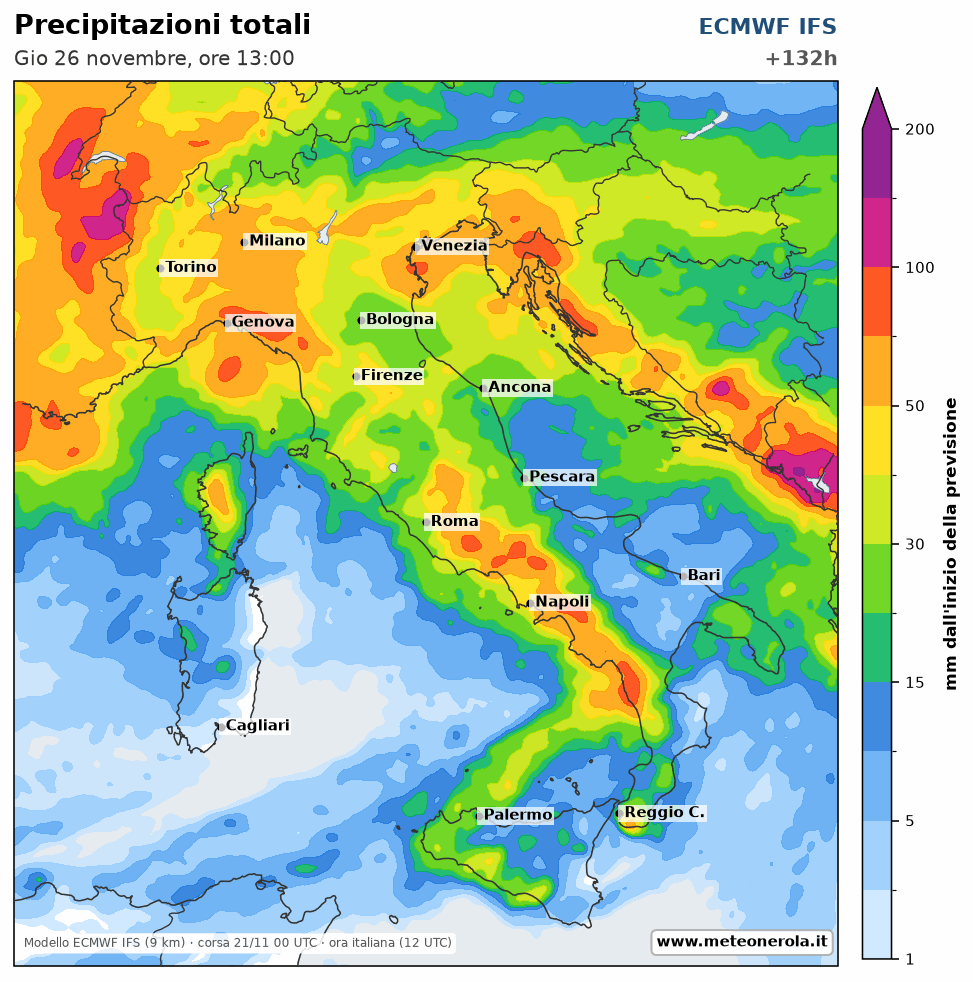 Precipitazioni totali
ECMWF IFS
Gio 26 novembre, ore 13:00
+132h
200
100
50
30
15
5
1
mm dall'inizio della previsione
Milano
Venezia
Torino
Genova
Bologna
Firenze
Ancona
Pescara
Roma
Bari
Napoli
Cagliari
Palermo
Reggio C.
Modello ECMWF IFS (9 km) · corsa 21/11 00 UTC · ora italiana (12 UTC)
www.meteonerola.it